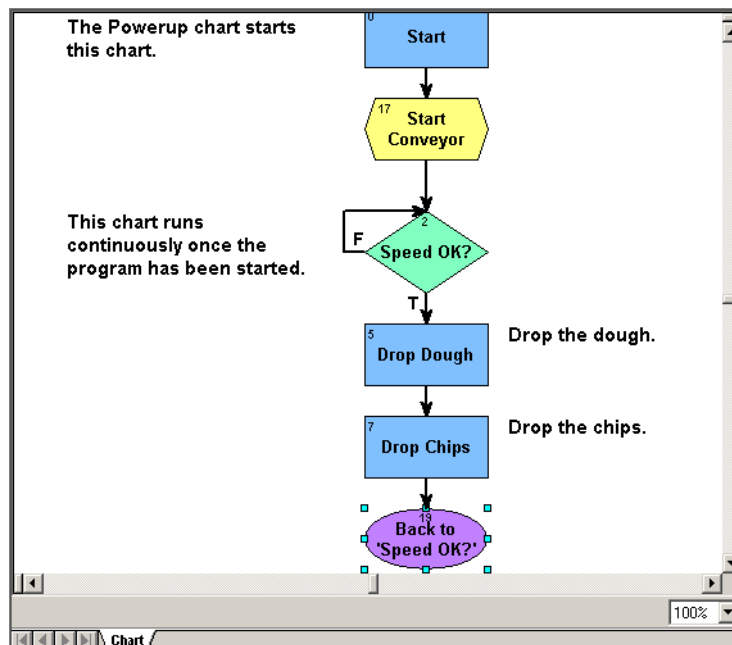 The Powerup chart starts
this chart.
0
Start
17
Start
Conveyor
This chart runs
continuously once the
program has been started.
2
F
Speed OK?
T
5
Drop Dough
Drop the dough.
7
Drop Chips
Drop the chips.
19
Back to
'Speed OK?'
100%
Chart